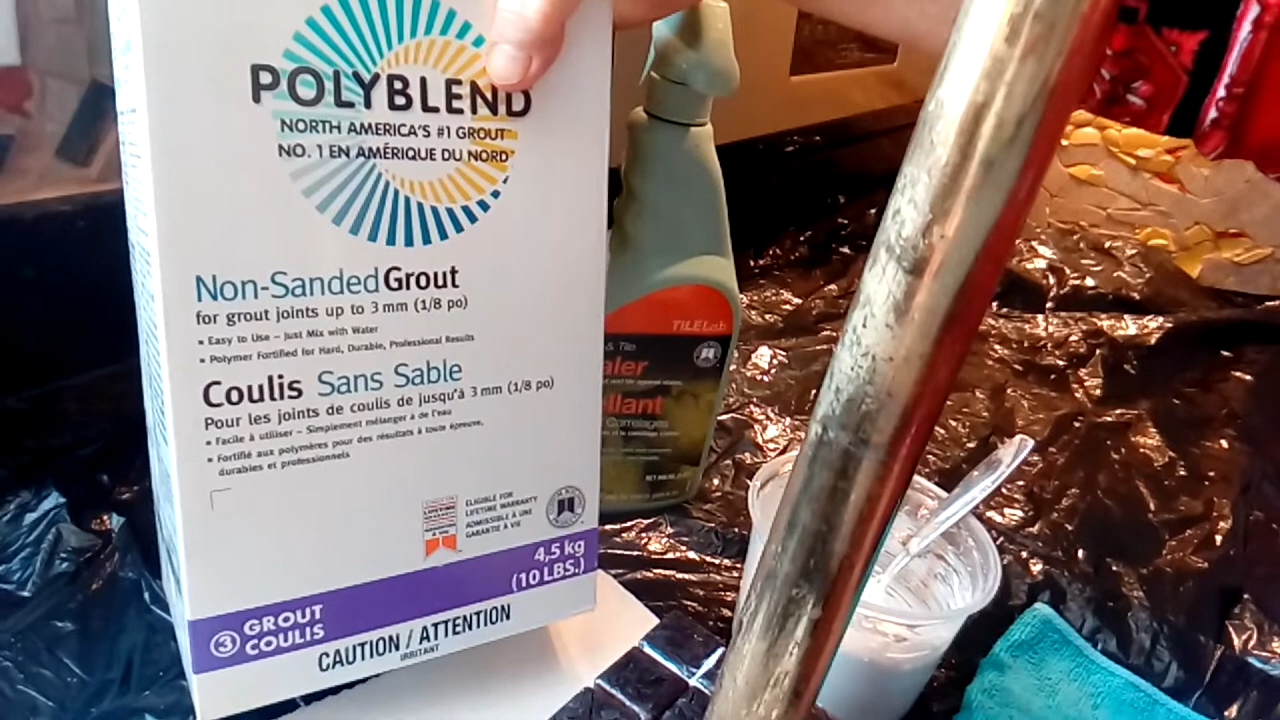 POLYBLEND
NORTH AMERICA'S #1 GROUT
NO. 1 EN AMÉRIQUE DU NORD
Non-Sanded Grout
for grout joints up to 3 mm (1/8 po)
Easy to Use – Just Mix with Water
Polymer Fortified for Hard, Durable, Professional Results
Coulis Sans Sable
Pour les joints de coulis de jusqu'à 3 mm (1/8 po)
Facile à utiliser – Simplement mélanger à de l'eau
Fortifié aux polymères pour des résultats à toute épreuve,
durables et professionnels
LIFETIME
ELIGIBLE FOR
LIFETIME WARRANTY
ADMISSIBLE À UNE
GARANTIE À VIE
4,5 kg
(10 LBS.)
3 GROUT
COULIS
CAUTION / ATTENTION
IRRITANT
TILELab
& Tile
aler
llant